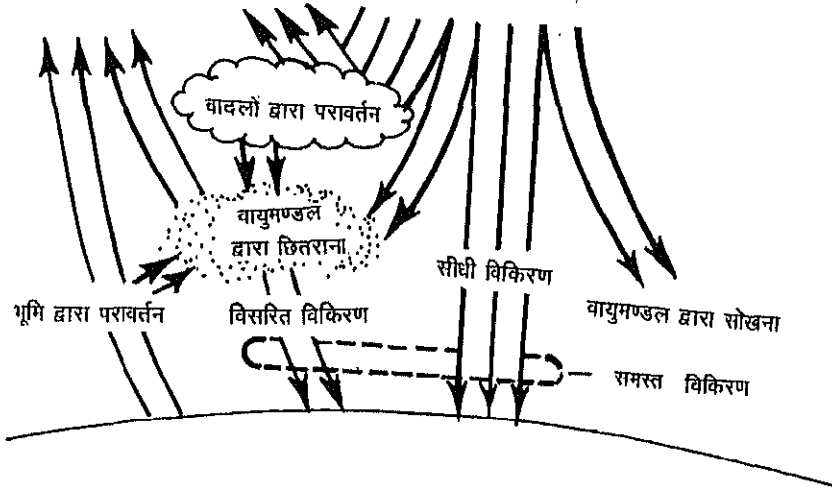 वादलों द्वारा परावर्तन
वायुमण्डल
द्वारा छितराना
सीधी विकिरण
भूमि द्वारा परावर्तन
विसरित विकिरण
वायुमण्डल द्वारा सोखना
समस्त विकिरण